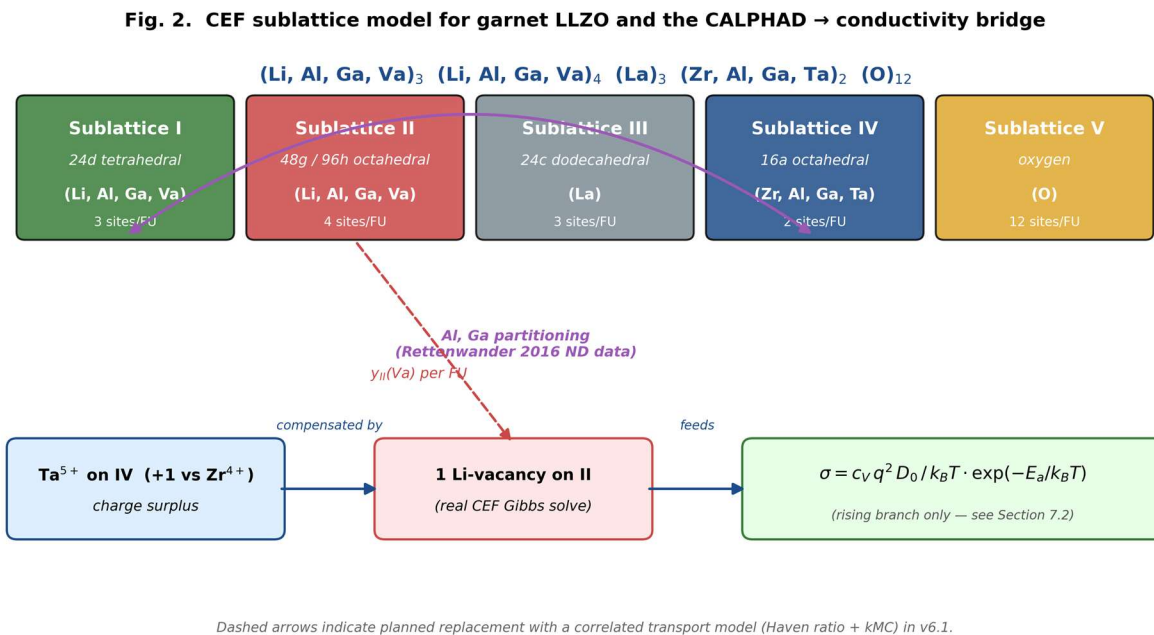 Fig. 2.  CEF sublattice model for garnet LLZO and the CALPHAD → conductivity bridge
(Li, Al, Ga, Va)₃  (Li, Al, Ga, Va)₄  (La)₃  (Zr, Al, Ga, Ta)₂  (O)₁₂
Sublattice I
24d tetrahedral
(Li, Al, Ga, Va)
3 sites/FU
Sublattice II
48g / 96h octahedral
(Li, Al, Ga, Va)
4 sites/FU
Sublattice III
24c dodecahedral
(La)
3 sites/FU
Sublattice IV
16a octahedral
(Zr, Al, Ga, Ta)
2 sites/FU
Sublattice V
oxygen
(O)
12 sites/FU
Al, Ga partitioning
(Rettenwander 2016 ND data)
y_II(Va) per FU
Ta⁵⁺ on IV  (+1 vs Zr⁴⁺)
charge surplus
compensated by
1 Li-vacancy on II
(real CEF Gibbs solve)
feeds
σ = c_V q² D₀ / k_B T · exp(−E_a/k_B T)
(rising branch only — see Section 7.2)
Dashed arrows indicate planned replacement with a correlated transport model (Haven ratio + kMC) in v6.1.